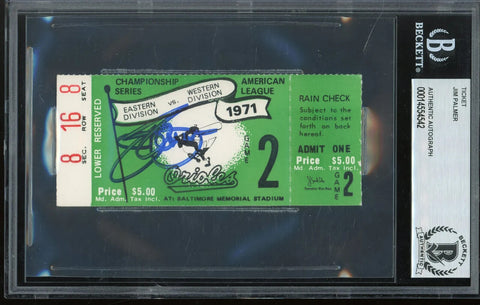 8 16 8
SEC. ROW SEAT
LOWER RESERVED
CHAMPIONSHIP SERIES
AMERICAN LEAGUE
EASTERN DIVISION vs. WESTERN DIVISION
1971
GAME 2
Orioles
Price $5.00
Md. Adm. Tax Incl.
AT: BALTIMORE MEMORIAL STADIUM
RAIN CHECK
Subject to the
conditions set
forth on back
hereof.
ADMIT ONE
Price $5.00
Md. Adm. Tax Incl.
GAME 2
B
BECKETT
TICKET
JIM PALMER
AUTHENTIC AUTOGRAPH
00014554542
BECKETT
B
AUTHENTICATED